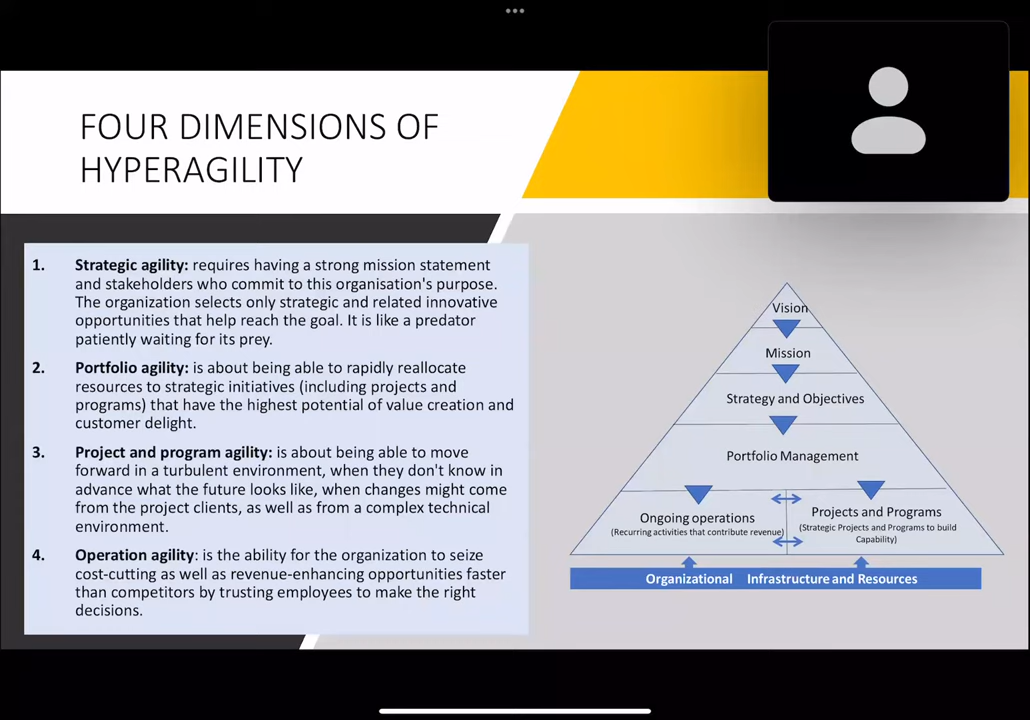 FOUR DIMENSIONS OF
HYPERAGILITY
1. Strategic agility: requires having a strong mission statement
and stakeholders who commit to this organisation's purpose.
The organization selects only strategic and related innovative
opportunities that help reach the goal. It is like a predator
patiently waiting for its prey.
2. Portfolio agility: is about being able to rapidly reallocate
resources to strategic initiatives (including projects and
programs) that have the highest potential of value creation and
customer delight.
3. Project and program agility: is about being able to move
forward in a turbulent environment, when they don't know in
advance what the future looks like, when changes might come
from the project clients, as well as from a complex technical
environment.
4. Operation agility: is the ability for the organization to seize
cost-cutting as well as revenue-enhancing opportunities faster
than competitors by trusting employees to make the right
decisions.
Vision
Mission
Strategy and Objectives
Portfolio Management
Ongoing operations
(Recurring activities that contribute revenue)
Projects and Programs
(Strategic Projects and Programs to build
Capability)
Organizational Infrastructure and Resources